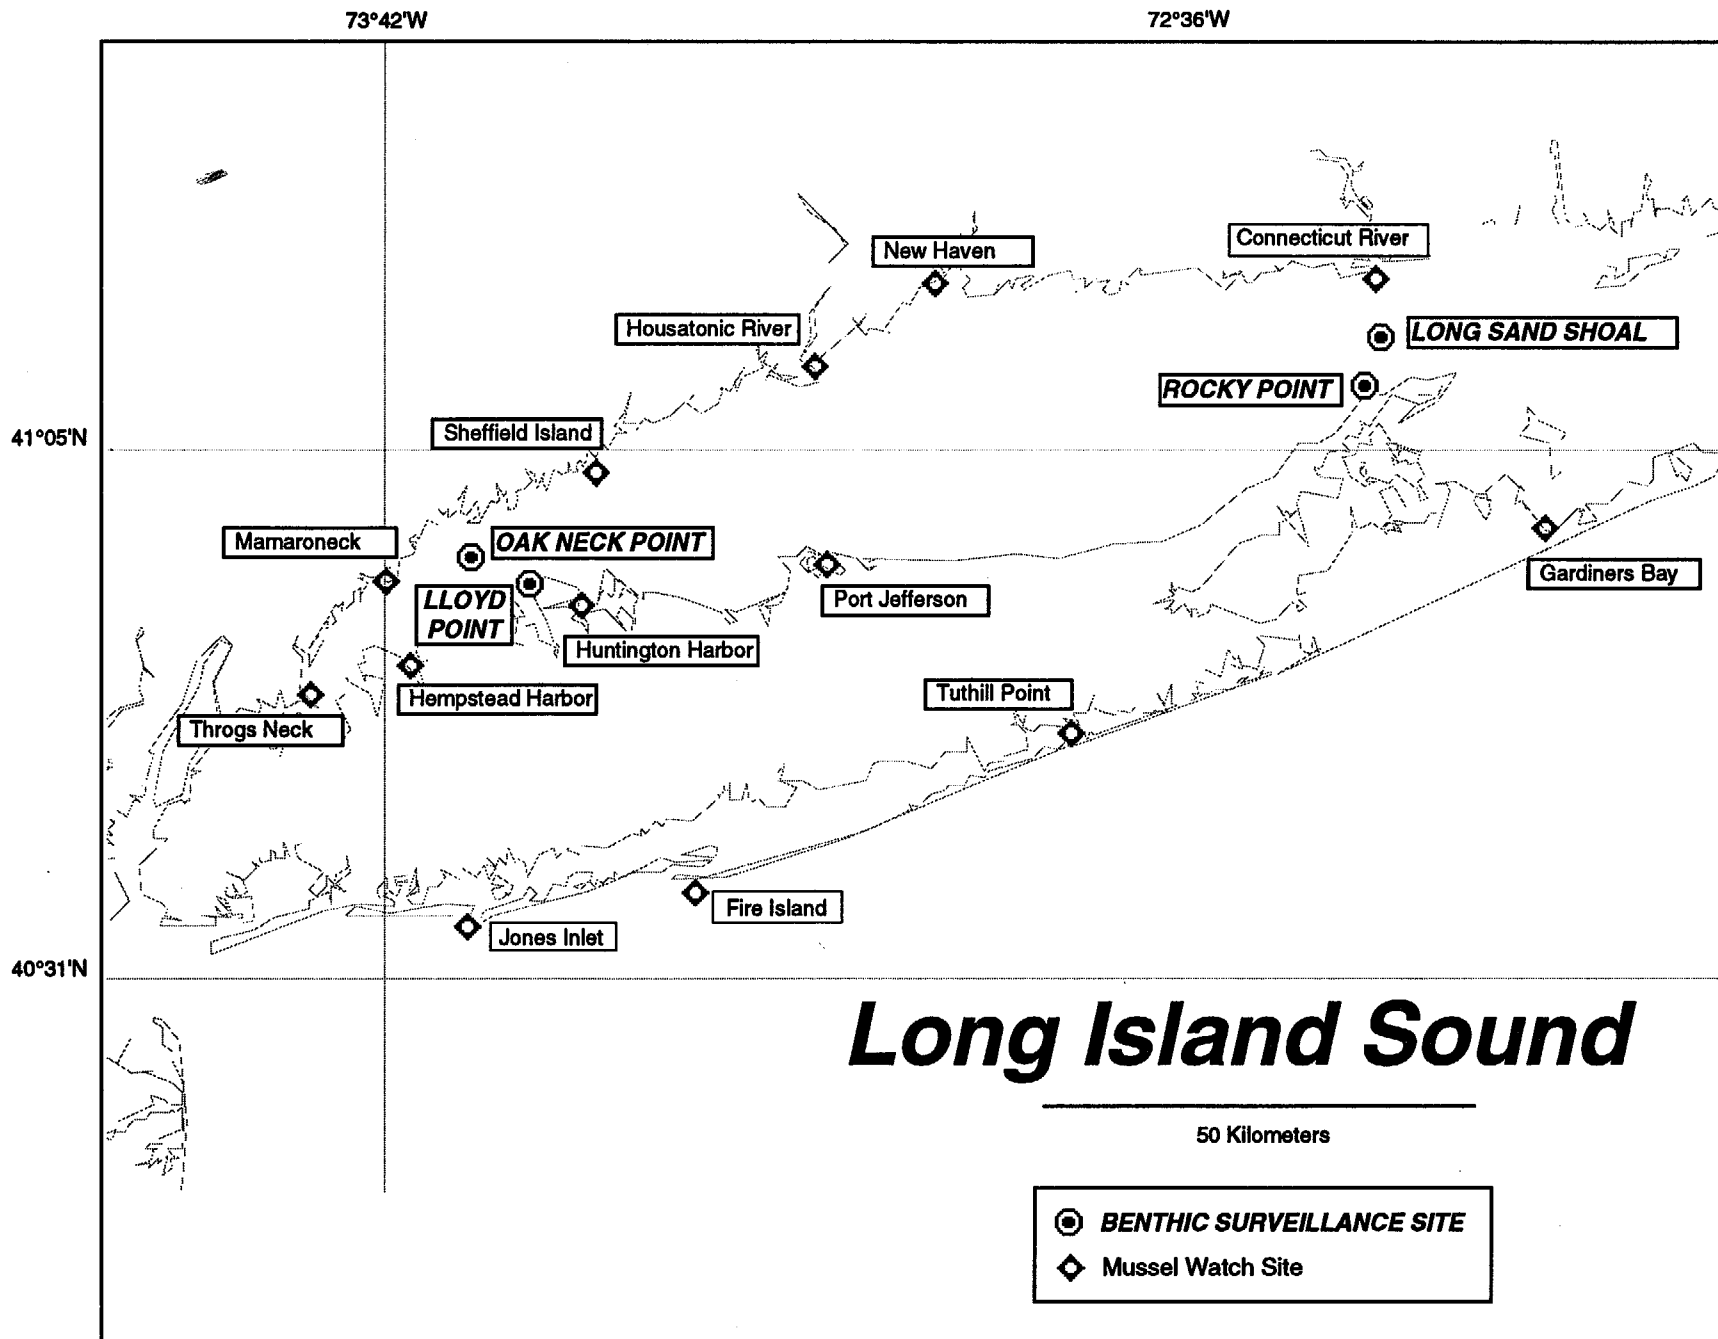 73°42'W
72°36'W
Connecticut River
New Haven
Housatonic River
LONG SAND SHOAL
ROCKY POINT
41°05'N
Sheffield Island
Mamaroneck
OAK NECK POINT
Gardiners Bay
LLOYD
POINT
Port Jefferson
Huntington Harbor
Hempstead Harbor
Tuthill Point
Throgs Neck
Fire Island
Jones Inlet
40°31'N
Long Island Sound
50 Kilometers
BENTHIC SURVEILLANCE SITE
Mussel Watch Site